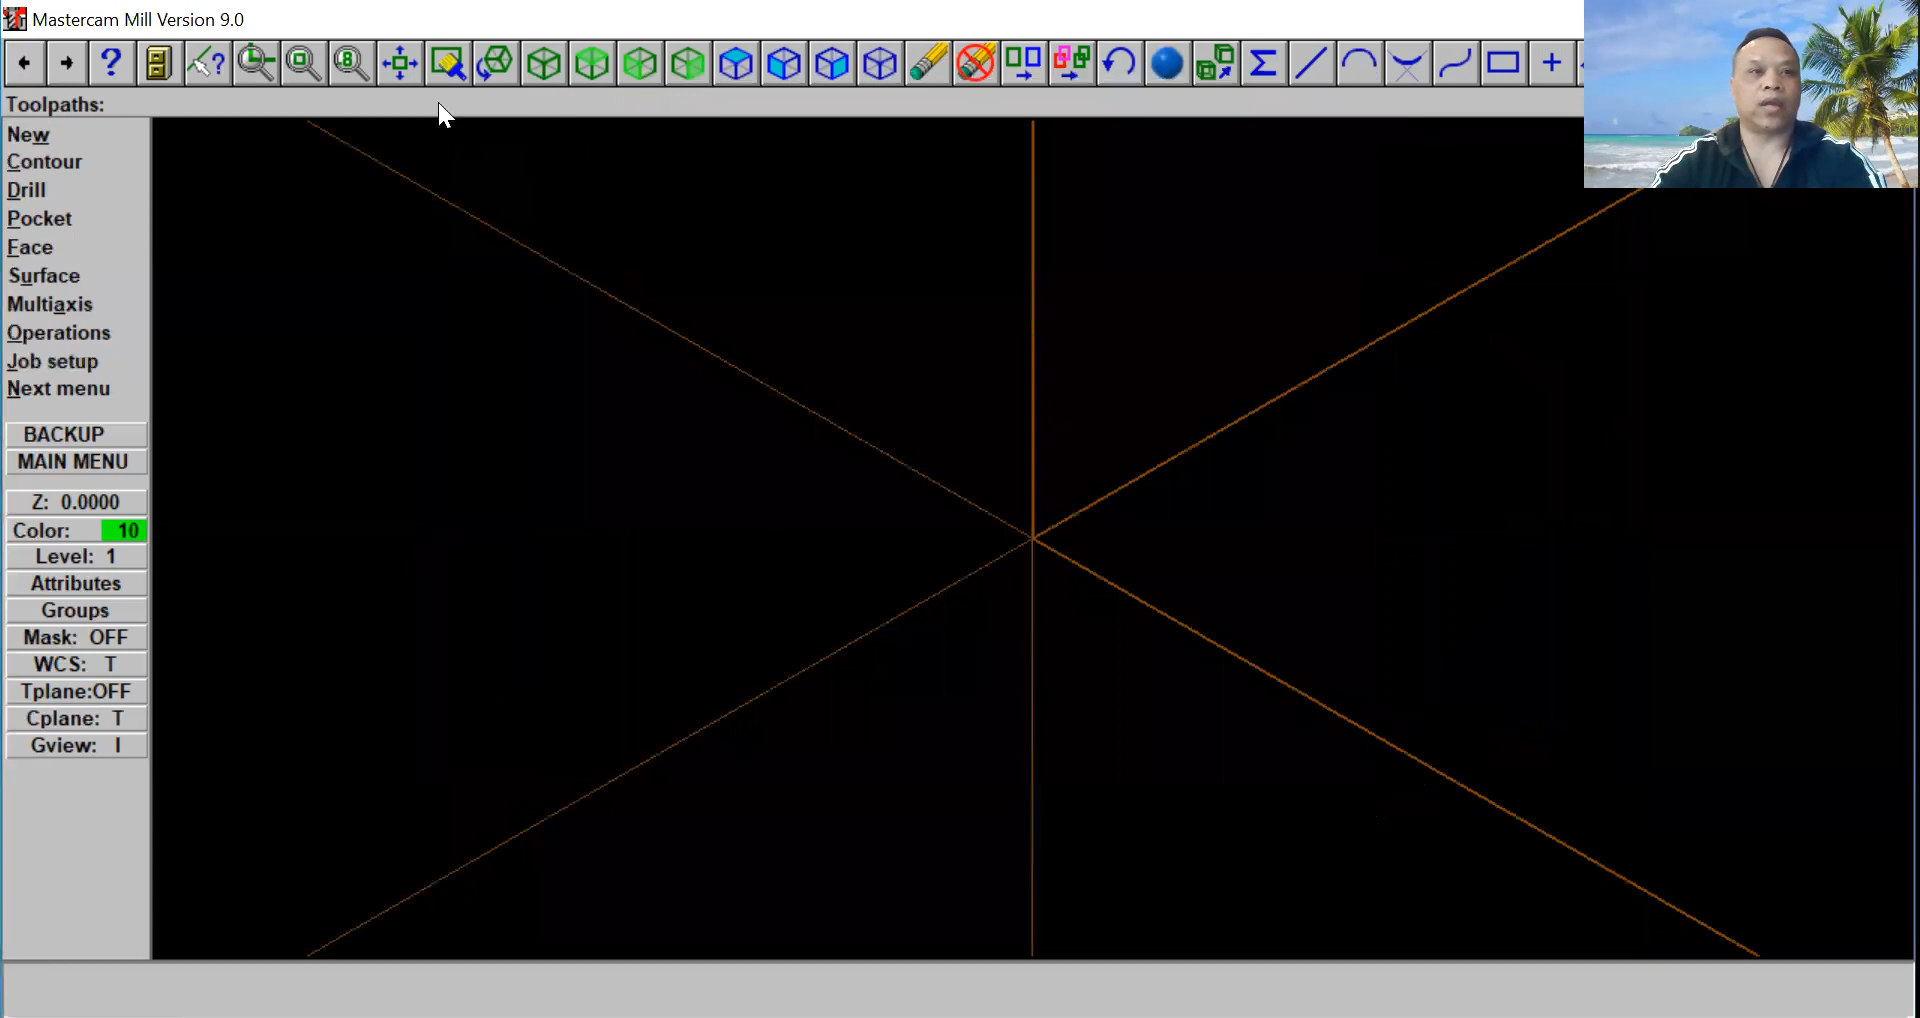 Mastercam Mill Version 9.0
Toolpaths:
New
Contour
Drill
Pocket
Face
Surface
Multiaxis
Operations
Job setup
Next menu
BACKUP
MAIN MENU
Z: 0.0000
Color: 10
Level: 1
Attributes
Groups
Mask: OFF
WCS: T
Tplane:OFF
Cplane: T
Gview: I